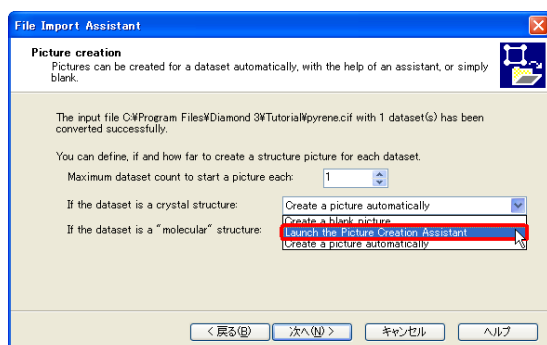 File Import Assistant
Picture creation
Pictures can be created for a dataset automatically, with the help of an assistant, or simply
blank.
The input file C:¥Program Files¥Diamond 3¥Tutorial¥pyrene.cif with 1 dataset(s) has been
converted successfully.
You can define, if and how far to create a structure picture for each dataset.
Maximum dataset count to start a picture each: 1
If the dataset is a crystal structure: Create a picture automatically
Create a blank picture
If the dataset is a "molecular" structure: Launch the Picture Creation Assistant
Create a picture automatically
< 戻る(B) 次へ(N) > キャンセル ヘルプ